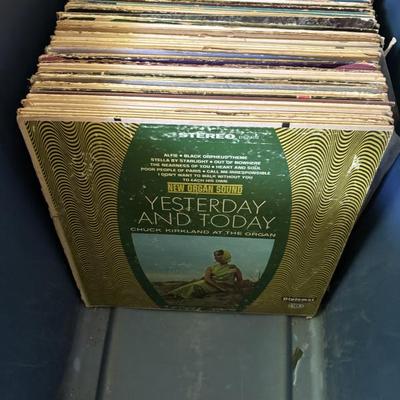 STEREO
ALFIE • BLACK ORPHEUS THEME
STELLA BY STARLIGHT • OUT OF NOWHERE
THE NEARNESS OF YOU • HEART AND SOUL
POOR PEOPLE OF PARIS • CALL ME IRRESPONSIBLE
I DON'T WANT TO WALK WITHOUT YOU
TO EACH HIS OWN
NEW ORGAN SOUND
YESTERDAY
AND TODAY
CHUCK KIRKLAND AT THE ORGAN
Diplomat